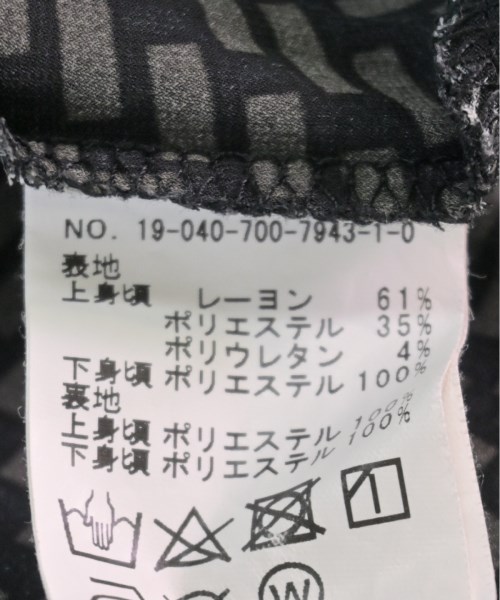 NO. 19-040-700-7943-1-0
表地
上身頃 レーヨン 61%
ポリエステル 35%
ポリウレタン 4%
下身頃 ポリエステル 100%
裏地
上身頃 ポリエステル 100%
下身頃 ポリエステル 100%
W